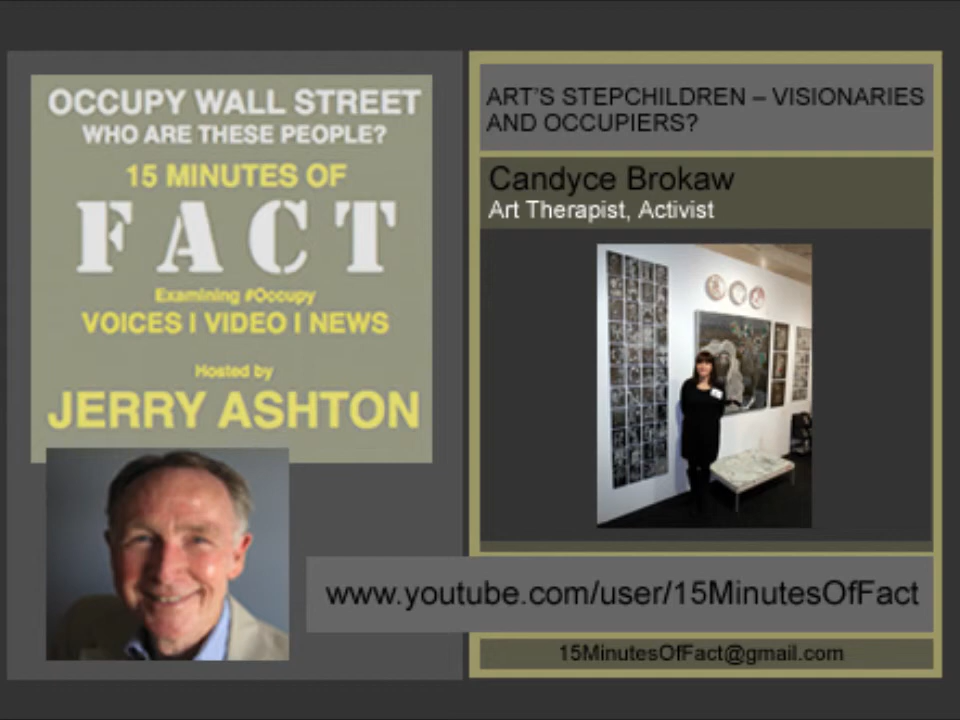 OCCUPY WALL STREET
WHO ARE THESE PEOPLE?
15 MINUTES OF
FACT
Examining #Occupy
VOICES I VIDEO I NEWS
Hosted by
JERRY ASHTON
ART'S STEPCHILDREN – VISIONARIES
AND OCCUPIERS?
Candyce Brokaw
Art Therapist, Activist
www.youtube.com/user/15MinutesOfFact
15MinutesOfFact@gmail.com